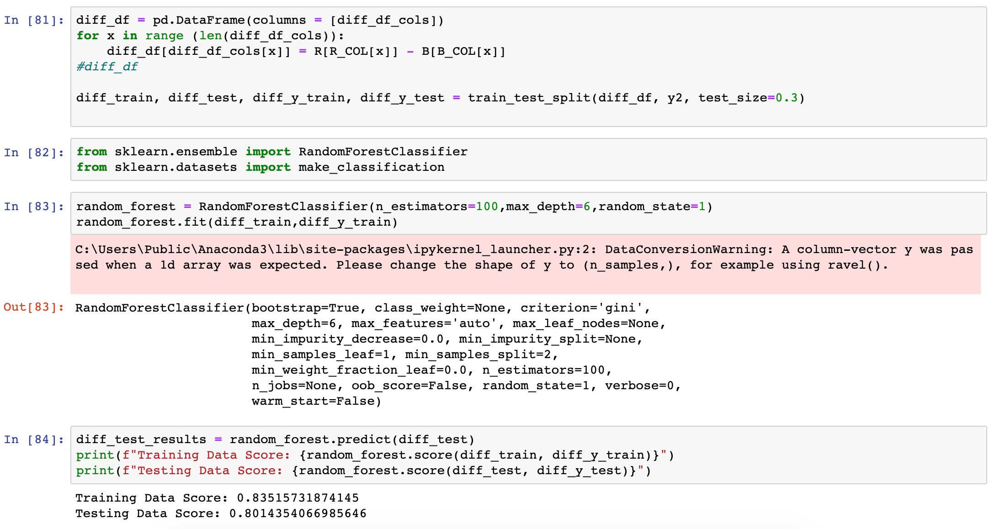 In [81]: diff_df = pd.DataFrame(columns = [diff_df_cols])
for x in range (len(diff_df_cols)):
    diff_df[diff_df_cols[x]] = R[R_COL[x]] - B[B_COL[x]]
#diff_df
diff_train, diff_test, diff_y_train, diff_y_test = train_test_split(diff_df, y2, test_size=0.3)
In [82]: from sklearn.ensemble import RandomForestClassifier
from sklearn.datasets import make_classification
In [83]: random_forest = RandomForestClassifier(n_estimators=100,max_depth=6,random_state=1)
random_forest.fit(diff_train,diff_y_train)
C:\Users\Public\Anaconda3\lib\site-packages\ipykernel_launcher.py:2: DataConversionWarning: A column-vector y was pas
sed when a 1d array was expected. Please change the shape of y to (n_samples,), for example using ravel().
Out[83]: RandomForestClassifier(bootstrap=True, class_weight=None, criterion='gini',
max_depth=6, max_features='auto', max_leaf_nodes=None,
min_impurity_decrease=0.0, min_impurity_split=None,
min_samples_leaf=1, min_samples_split=2,
min_weight_fraction_leaf=0.0, n_estimators=100,
n_jobs=None, oob_score=False, random_state=1, verbose=0,
warm_start=False)
In [84]: diff_test_results = random_forest.predict(diff_test)
print(f"Training Data Score: {random_forest.score(diff_train, diff_y_train)}")
print(f"Testing Data Score: {random_forest.score(diff_test, diff_y_test)}")
Training Data Score: 0.83515731874145
Testing Data Score: 0.8014354066985646